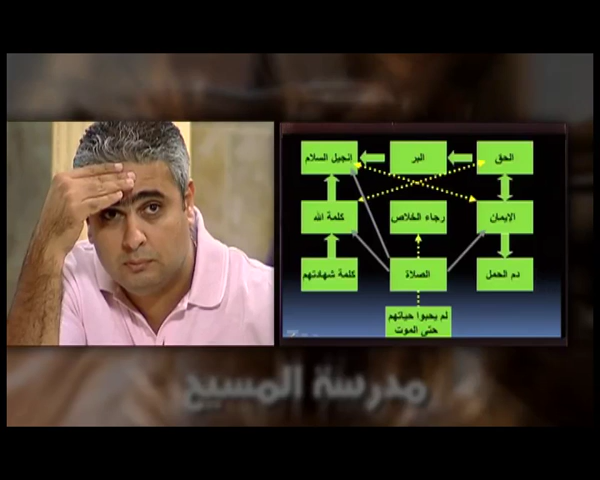 الحق
البر
إنجيل السلام
الإيمان
رجاء الخلاص
كلمة الله
دم الحمل
الصلاة
كلمة شهادتهم
لم يحبوا حياتهم
حتى الموت
مدرسة المسيح